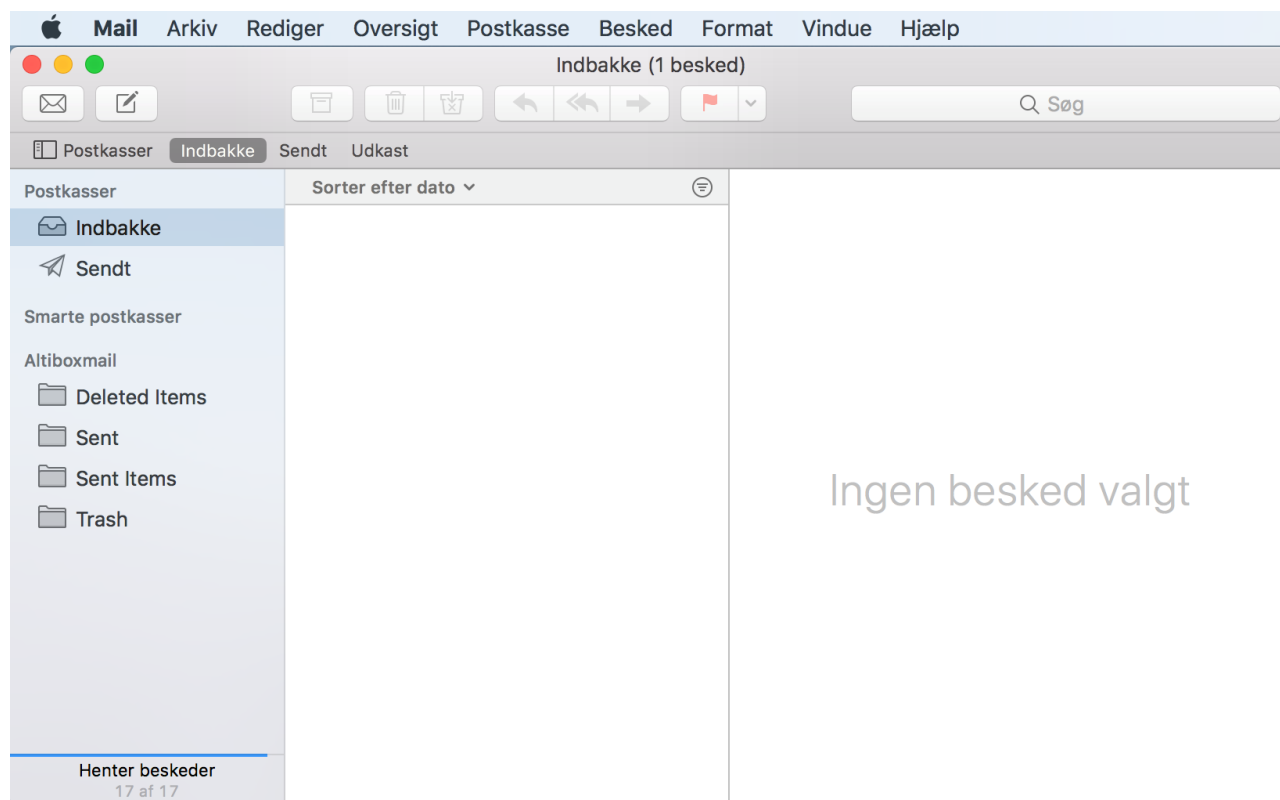 Mail Arkiv Rediger Oversigt Postkasse Besked Format Vindue Hjælp
Indbakke (1 besked)
Søg
Postkasser Indbakke Sendt Udkast
Postkasser
Indbakke
Sendt
Smarte postkasser
Altiboxmail
Deleted Items
Sent
Sent Items
Trash
Henter beskeder
17 af 17
Sorter efter dato
Ingen besked valgt